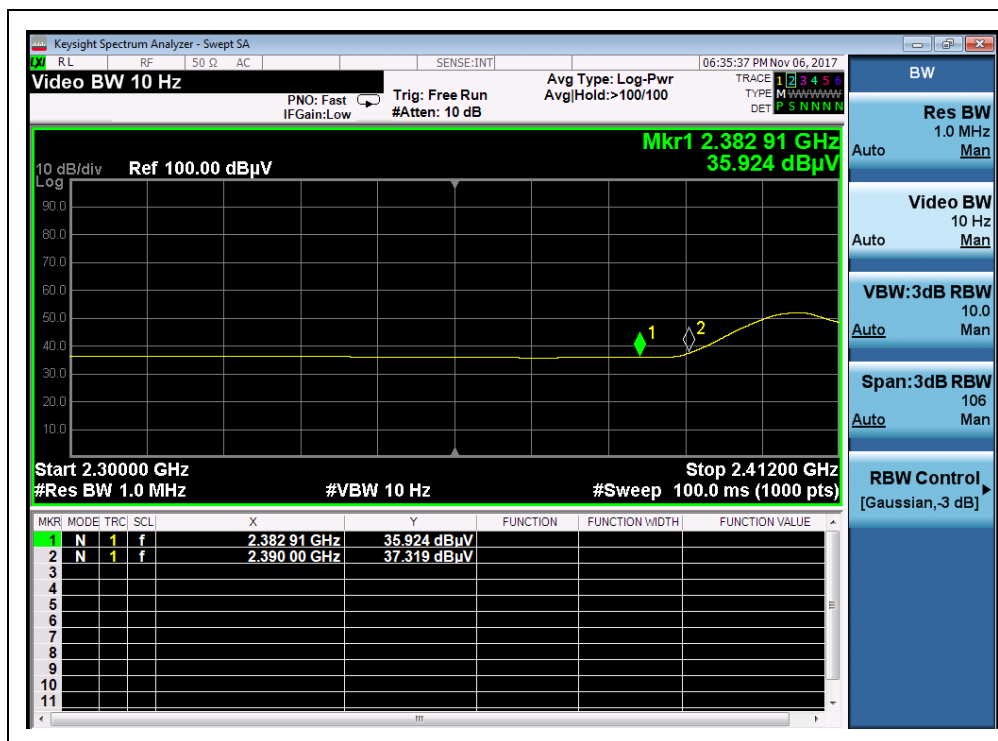 Keysight Spectrum Analyzer - Swept SA
LXI RL RF 50 Ω AC SENSE:INT 06:35:37 PM Nov 06, 2017
Video BW 10 Hz
PNO: Fast
IFGain:Low
Trig: Free Run
#Atten: 10 dB
Avg Type: Log-Pwr
Avg|Hold:>100/100
TRACE 1 2 3 4 5 6
TYPE M WWWWW
DET P S N N N N
Mkr1 2.382 91 GHz
35.924 dBµV
10 dB/div Ref 100.00 dBµV
Log
90.0
80.0
70.0
60.0
50.0
40.0
30.0
20.0
10.0
1
2
Start 2.30000 GHz Stop 2.41200 GHz
#Res BW 1.0 MHz #VBW 10 Hz #Sweep 100.0 ms (1000 pts)
MKR MODE TRC SCL X Y FUNCTION FUNCTION WIDTH FUNCTION VALUE
1 N 1 f 2.382 91 GHz 35.924 dBµV
2 N 1 f 2.390 00 GHz 37.319 dBµV
3
4
5
6
7
8
9
10
11
BW
Res BW
1.0 MHz
Auto Man
Video BW
10 Hz
Auto Man
VBW:3dB RBW
10.0
Auto Man
Span:3dB RBW
106
Auto Man
RBW Control
[Gaussian,-3 dB]